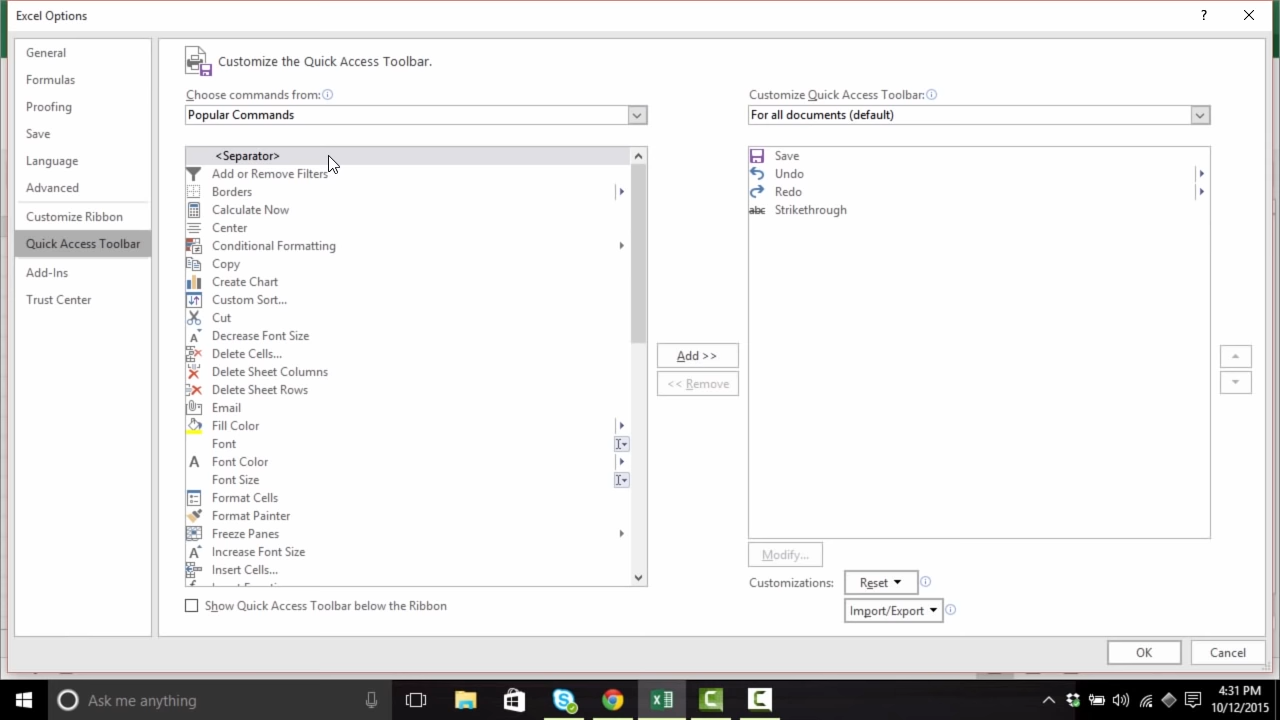 Excel Options
?
General
Formulas
Proofing
Save
Language
Advanced
Customize Ribbon
Quick Access Toolbar
Add-Ins
Trust Center
Customize the Quick Access Toolbar.
Choose commands from:
Popular Commands
<Separator>
Add or Remove Filters
Borders
Calculate Now
Center
Conditional Formatting
Copy
Create Chart
Custom Sort...
Cut
Decrease Font Size
Delete Cells...
Delete Sheet Columns
Delete Sheet Rows
Email
Fill Color
Font
Font Color
Font Size
Format Cells
Format Painter
Freeze Panes
Increase Font Size
Insert Cells...
Show Quick Access Toolbar below the Ribbon
Add >>
<< Remove
Customize Quick Access Toolbar:
For all documents (default)
Save
Undo
Redo
abc Strikethrough
Modify...
Customizations:
Reset
Import/Export
OK
Cancel
Ask me anything
4:31 PM
10/12/2015